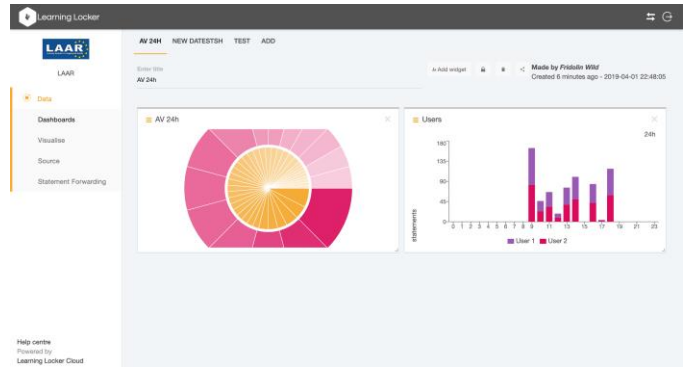 Learning Locker
LAAR
LAAR
Data
Dashboards
Visualise
Source
Statement Forwarding
Help centre
Powered by
Learning Locker Cloud
AV 24H NEW DATESTSH TEST ADD
Enter title
AV 24h
Add widget
Made by Fridolin Wild
Created 6 minutes ago - 2019-04-01 22:48:05
AV 24h
Users
24h
180
135
90
45
0
statements
0 1 2 3 4 5 6 7 8 9 11 13 15 17 19 21 23
User 1 User 2